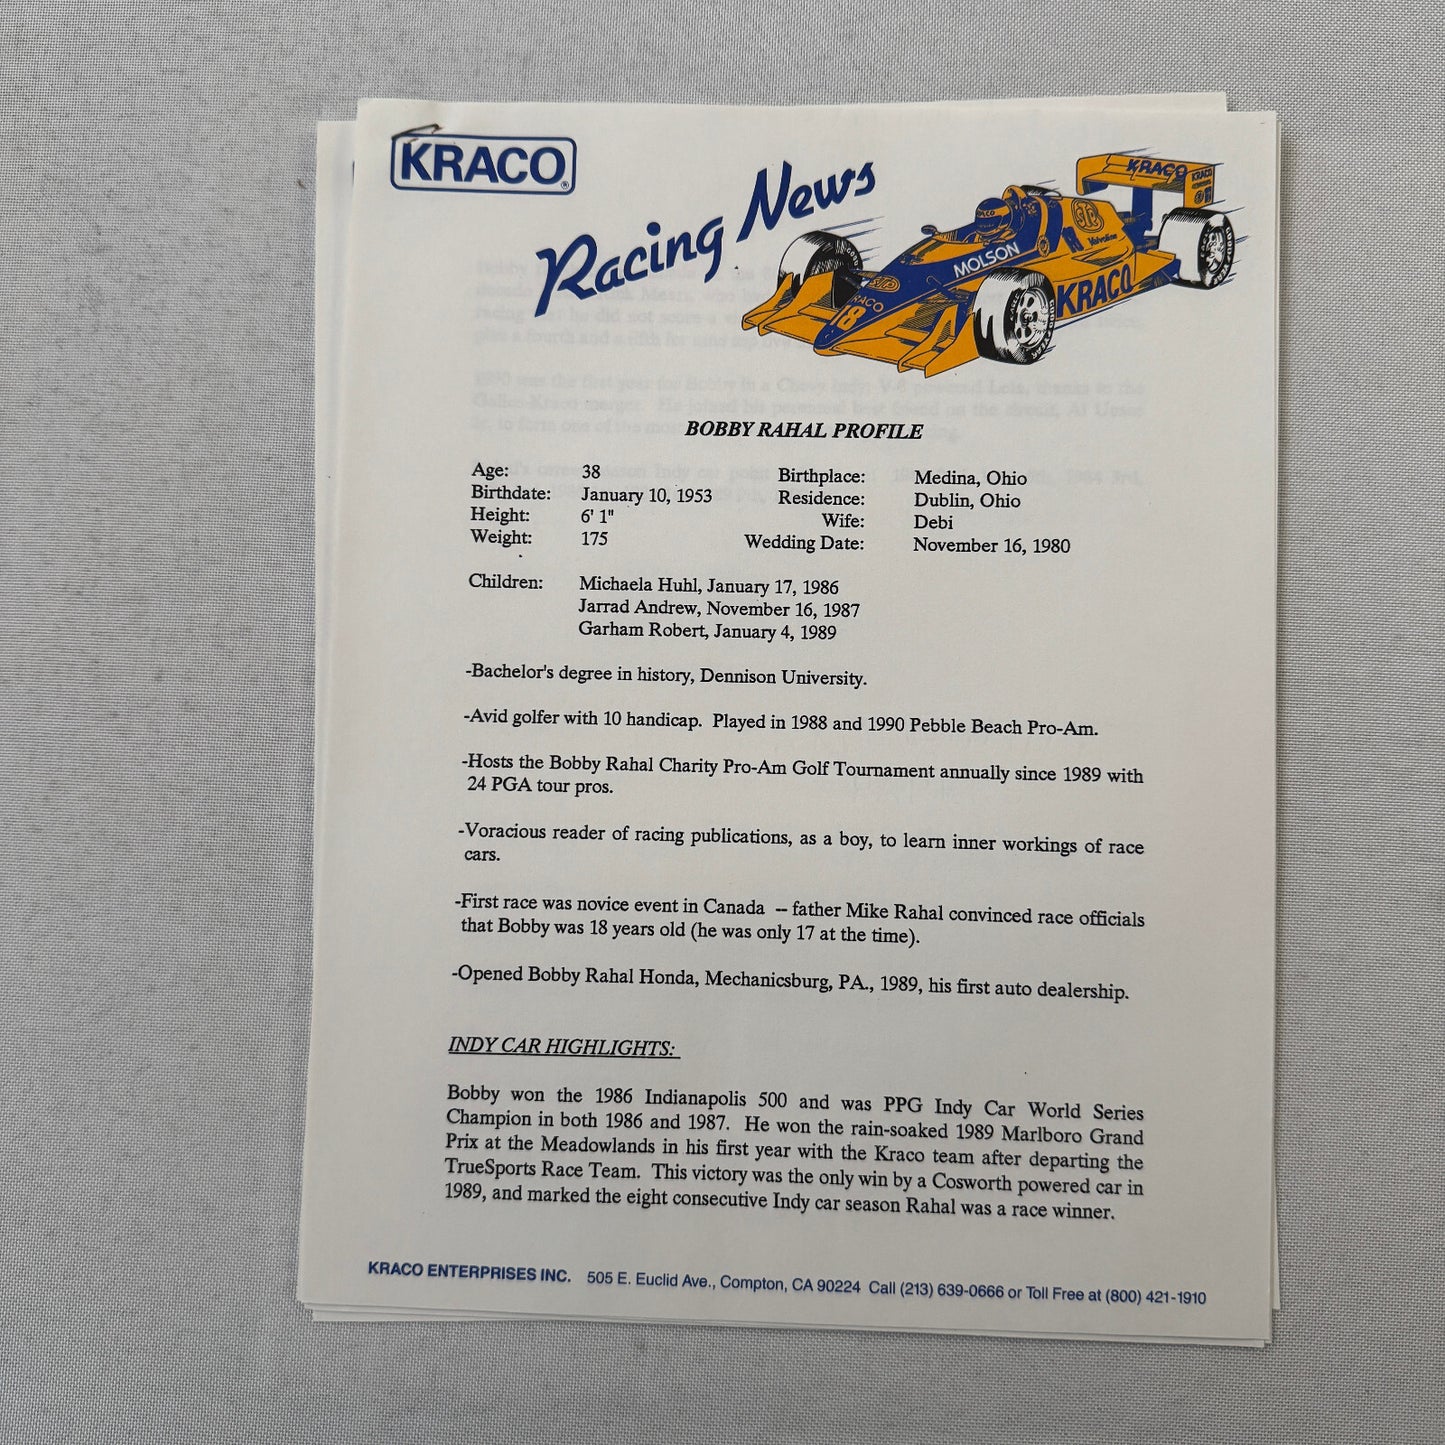 KRACO®
Racing News
KRACO
KRACO
STP
Valvoline
MOLSON
KRACO
STP
KRACO
18
BOBBY RAHAL PROFILE
Age: 38 Birthplace: Medina, Ohio
Birthdate: January 10, 1953 Residence: Dublin, Ohio
Height: 6' 1" Wife: Debi
Weight: 175 Wedding Date: November 16, 1980
Children: Michaela Huhl, January 17, 1986
Jarrad Andrew, November 16, 1987
Garham Robert, January 4, 1989
-Bachelor's degree in history, Dennison University.
-Avid golfer with 10 handicap. Played in 1988 and 1990 Pebble Beach Pro-Am.
-Hosts the Bobby Rahal Charity Pro-Am Golf Tournament annually since 1989 with
24 PGA tour pros.
-Voracious reader of racing publications, as a boy, to learn inner workings of race
cars.
-First race was novice event in Canada -- father Mike Rahal convinced race officials
that Bobby was 18 years old (he was only 17 at the time).
-Opened Bobby Rahal Honda, Mechanicsburg, PA., 1989, his first auto dealership.
INDY CAR HIGHLIGHTS:
Bobby won the 1986 Indianapolis 500 and was PPG Indy Car World Series
Champion in both 1986 and 1987. He won the rain-soaked 1989 Marlboro Grand
Prix at the Meadowlands in his first year with the Kraco team after departing the
TrueSports Race Team. This victory was the only win by a Cosworth powered car in
1989, and marked the eight consecutive Indy car season Rahal was a race winner.
KRACO ENTERPRISES INC. 505 E. Euclid Ave., Compton, CA 90224 Call (213) 639-0666 or Toll Free at (800) 421-1910